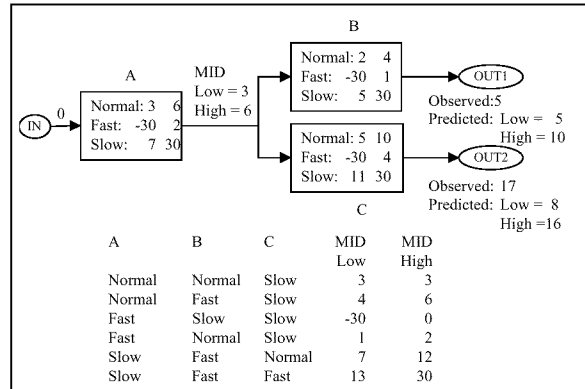 B
A
MID
Low = 3
High = 6
IN
0
Normal: 3 6
Fast: -30 2
Slow: 7 30
Normal: 2 4
Fast: -30 1
Slow: 5 30
OUT1
Observed:5
Predicted: Low = 5
High = 10
Normal: 5 10
Fast: -30 4
Slow: 11 30
OUT2
Observed: 17
Predicted: Low = 8
High =16
C
A B C MID MID
Low High
Normal Normal Slow 3 3
Normal Fast Slow 4 6
Fast Slow Slow -30 0
Fast Normal Slow 1 2
Slow Fast Normal 7 12
Slow Fast Fast 13 30